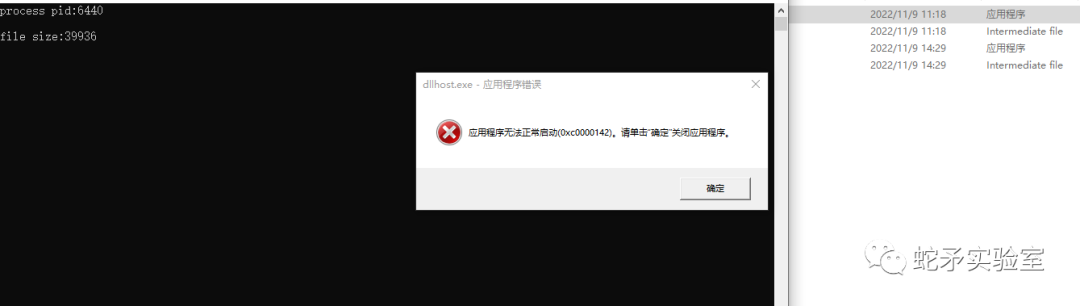 process pid:6440
file size:39936
dllhost.exe - 应用程序错误
应用程序无法正常启动(0xc0000142)。请单击"确定"关闭应用程序。
确定
2022/11/9 11:18 应用程序
2022/11/9 11:18 Intermediate file
2022/11/9 14:29 应用程序
2022/11/9 14:29 Intermediate file
蛇矛实验室